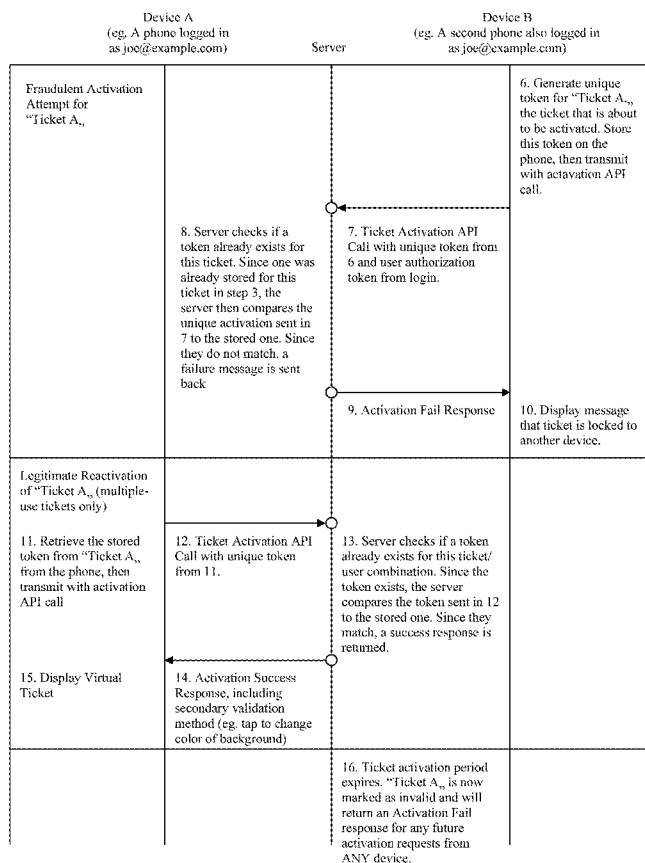 Device A
(eg. A phone logged in
as joe@example.com)
Server
Device B
(eg. A second phone also logged in
as joe@example.com)
Fraudulent Activation
Attempt for
“Ticket A„
6. Generate unique
token for “Ticket A„
the ticket that is about
to be activated. Store
this token on the
phone, then transmit
with actavation API
call.
8. Server checks if a
token already exists for
this ticket. Since one was
already stored for this
ticket in step 3, the
server then compares the
unique activation sent in
7 to the stored one. Since
they do not match, a
failure message is sent
back
7. Ticket Activation API
Call with unique token from
6 and user authorization
token from login.
9. Activation Fail Response
10. Display message
that ticket is locked to
another device.
Legitimate Reactivation
of “Ticket A„ (multiple-
use tickets only)
11. Retrieve the stored
token from “Ticket A„
from the phone, then
transmit with activation
API call
12. Ticket Activation API
Call with unique token
from 11.
13. Server checks if a token
already exists for this ticket/
user combination. Since the
token exists, the server
compares the token sent in 12
to the stored one. Since they
match, a success response is
returned.
15. Display Virtual
Ticket
14. Activation Success
Response, including
secondary validation
method (eg. tap to change
color of background)
16. Ticket activation period
expires. “Ticket A„ is now
marked as invalid and will
return an Activation Fail
response for any future
activation requests from
ANY device.